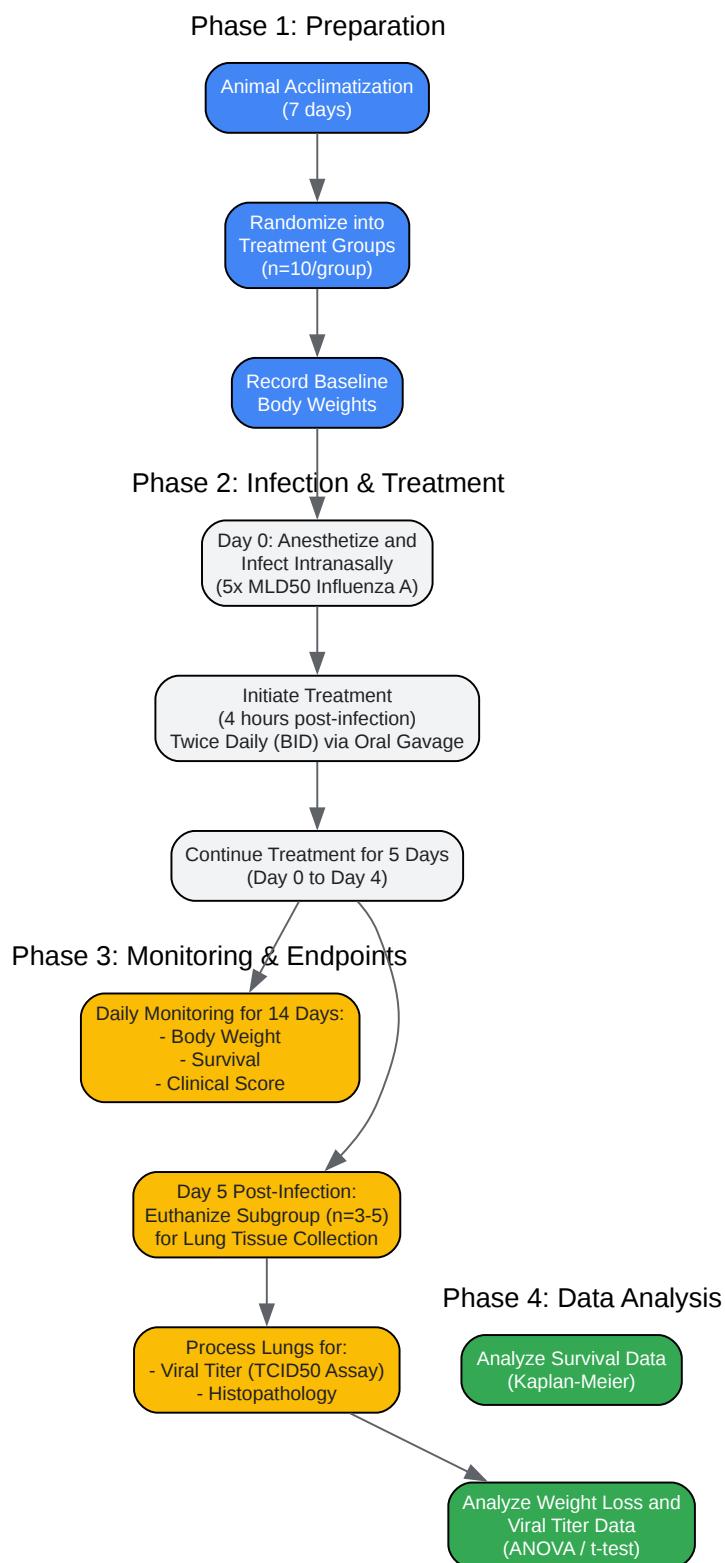 Phase 1: Preparation
Animal Acclimatization
(7 days)
Randomize into
Treatment Groups
(n=10/group)
Record Baseline
Body Weights
Phase 2: Infection & Treatment
Day 0: Anesthetize and
Infect Intranasally
(5x MLD50 Influenza A)
Initiate Treatment
(4 hours post-infection)
Twice Daily (BID) via Oral Gavage
Continue Treatment for 5 Days
(Day 0 to Day 4)
Phase 3: Monitoring & Endpoints
Daily Monitoring for 14 Days:
- Body Weight
- Survival
- Clinical Score
Day 5 Post-Infection:
Euthanize Subgroup (n=3-5)
for Lung Tissue Collection
Process Lungs for:
- Viral Titer (TCID50 Assay)
- Histopathology
Phase 4: Data Analysis
Analyze Survival Data
(Kaplan-Meier)
Analyze Weight Loss and
Viral Titer Data
(ANOVA / t-test)